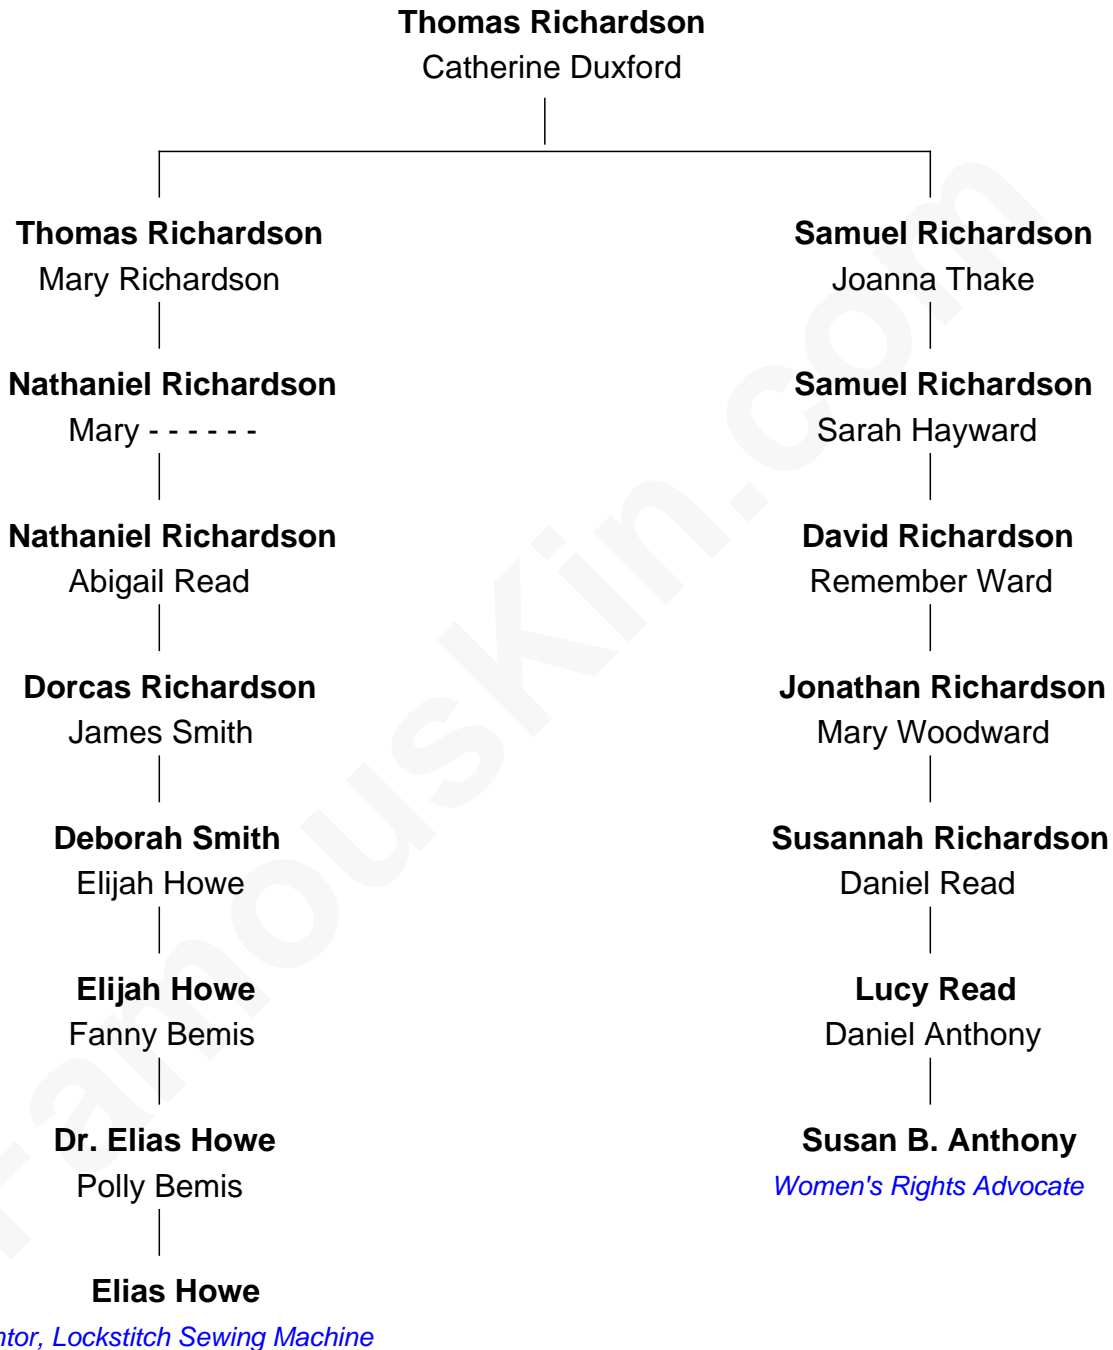 Thomas Richardson
Catherine Duxford
Thomas Richardson
Mary Richardson
Nathaniel Richardson
Mary - - - - - -
Nathaniel Richardson
Abigail Read
Dorcas Richardson
James Smith
Deborah Smith
Elijah Howe
Elijah Howe
Fanny Bemis
Dr. Elias Howe
Polly Bemis
Elias Howe
ntor, Lockstitch Sewing Machine
Samuel Richardson
Joanna Thake
Samuel Richardson
Sarah Hayward
David Richardson
Remember Ward
Jonathan Richardson
Mary Woodward
Susannah Richardson
Daniel Read
Lucy Read
Daniel Anthony
Susan B. Anthony
Women's Rights Advocate
FamousKin.com